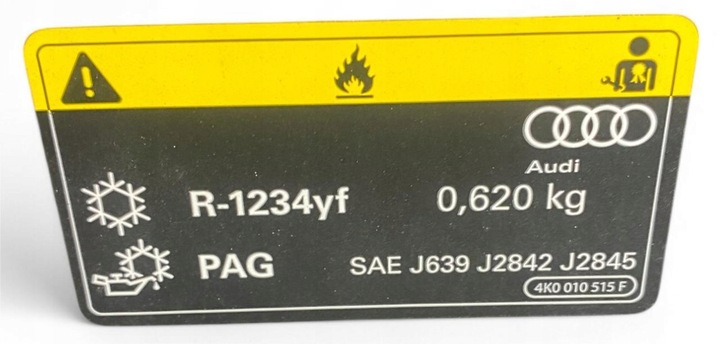 Audi
R-1234yf 0,620 kg
PAG SAE J639 J2842 J2845
4K0 010 515 F